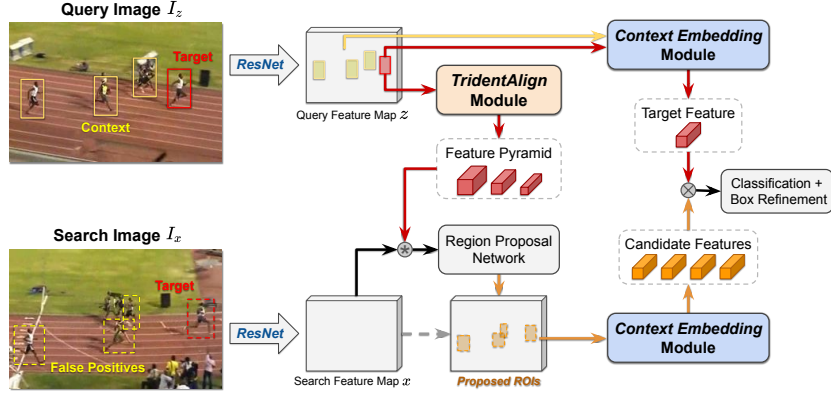 Query Image I_z
Target
Context
ResNet
Query Feature Map z
TridentAlign
Module
Feature Pyramid
Context Embedding
Module
Target Feature
Classification +
Box Refinement
Search Image I_x
Target
False Positives
ResNet
Search Feature Map x
Region Proposal
Network
Proposed ROIs
Candidate Features
Context Embedding
Module